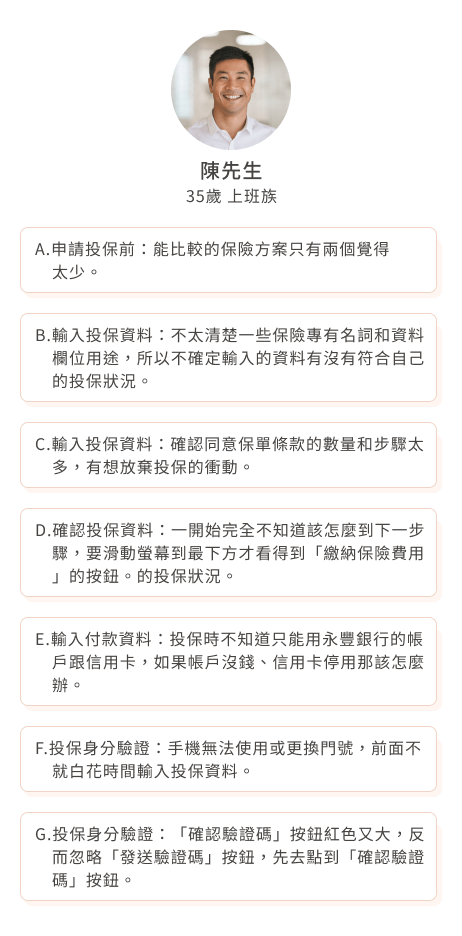 陳先生
35歲 上班族
A.申請投保前：能比較的保險方案只有兩個覺得
太少。
B.輸入投保資料：不太清楚一些保險專有名詞和資料
欄位用途，所以不確定輸入的資料有沒有符合自己
的投保狀況。
C.輸入投保資料：確認同意保單條款的數量和步驟太
多，有想放棄投保的衝動。
D.確認投保資料：一開始完全不知道該怎麼到下一步
驟，要滑動螢幕到最下方才看得到「繳納保險費用
」的按鈕。的投保狀況。
E.輸入付款資料：投保時不知道只能用永豐銀行的帳
戶跟信用卡，如果帳戶沒錢、信用卡停用那該怎麼
辦。
F.投保身分驗證：手機無法使用或更換門號，前面不
就白花時間輸入投保資料。
G.投保身分驗證：「確認驗證碼」按鈕紅色又大，反
而忽略「發送驗證碼」按鈕，先去點到「確認驗證
碼」按鈕。